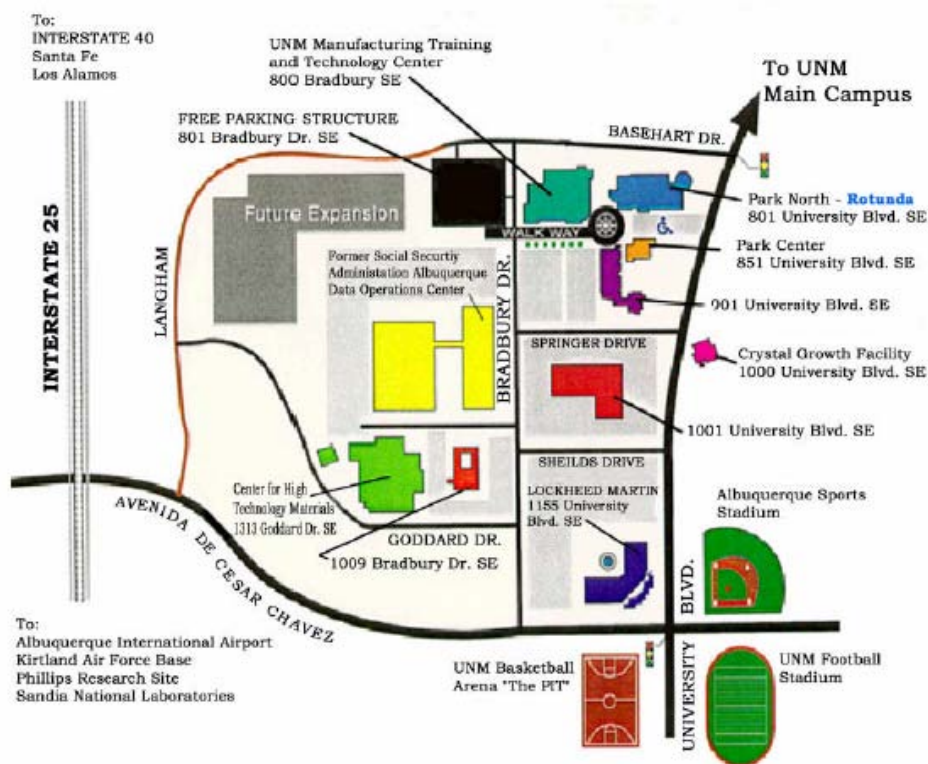 To:
INTERSTATE 40
Santa Fe
Los Alamos
UNM Manufacturing Training
and Technology Center
800 Bradbury SE
To UNM
Main Campus
FREE PARKING STRUCTURE
801 Bradbury Dr. SE
BASEHART DR.
Park North - Rotunda
801 University Blvd. SE
Future Expansion
WALK WAY
Park Center
851 University Blvd. SE
Former Social Securtiy
Administation Albuquerque
Data Operations Center
901 University Blvd. SE
INTERSTATE 25
LANGHAM
BRADBURY DR.
SPRINGER DRIVE
Crystal Growth Facility
1000 University Blvd. SE
1001 University Blvd. SE
SHEILDS DRIVE
Center for High
Technology Materials
1313 Goddard Dr. SE
LOCKHEED MARTIN
1155 University
Blvd. SE
Albuquerque Sports
Stadium
GODDARD DR.
1009 Bradbury Dr. SE
AVENIDA DE CESAR CHAVEZ
UNIVERSITY BLVD.
To:
Albuquerque International Airport
Kirtland Air Force Base
Phillips Research Site
Sandia National Laboratories
UNM Basketball
Arena "The PIT"
UNM Football
Stadium